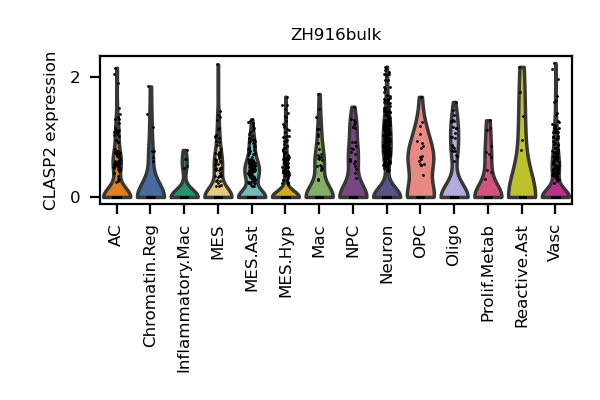 ZH916bulk
CLASP2 expression
2
0
AC
Chromatin.Reg
Inflammatory.Mac
MES
MES.Ast
MES.Hyp
Mac
NPC
Neuron
OPC
Oligo
Prolif.Metab
Reactive.Ast
Vasc